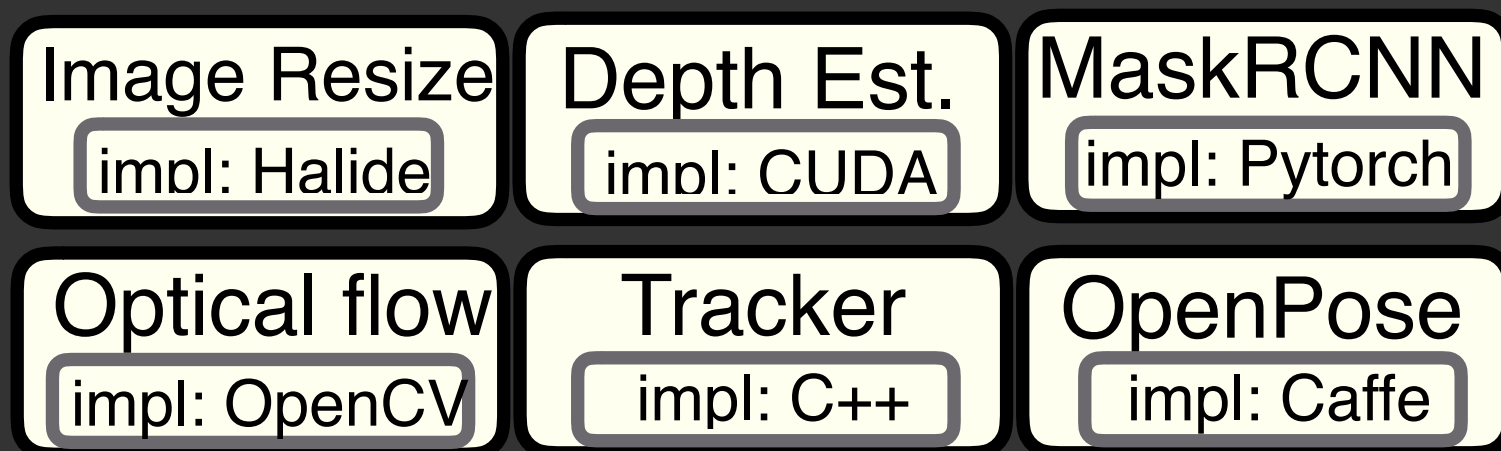 Image Resize
impl: Halide
Depth Est.
impl: CUDA
MaskRCNN
impl: Pytorch
Optical flow
impl: OpenCV
Tracker
impl: C++
OpenPose
impl: Caffe